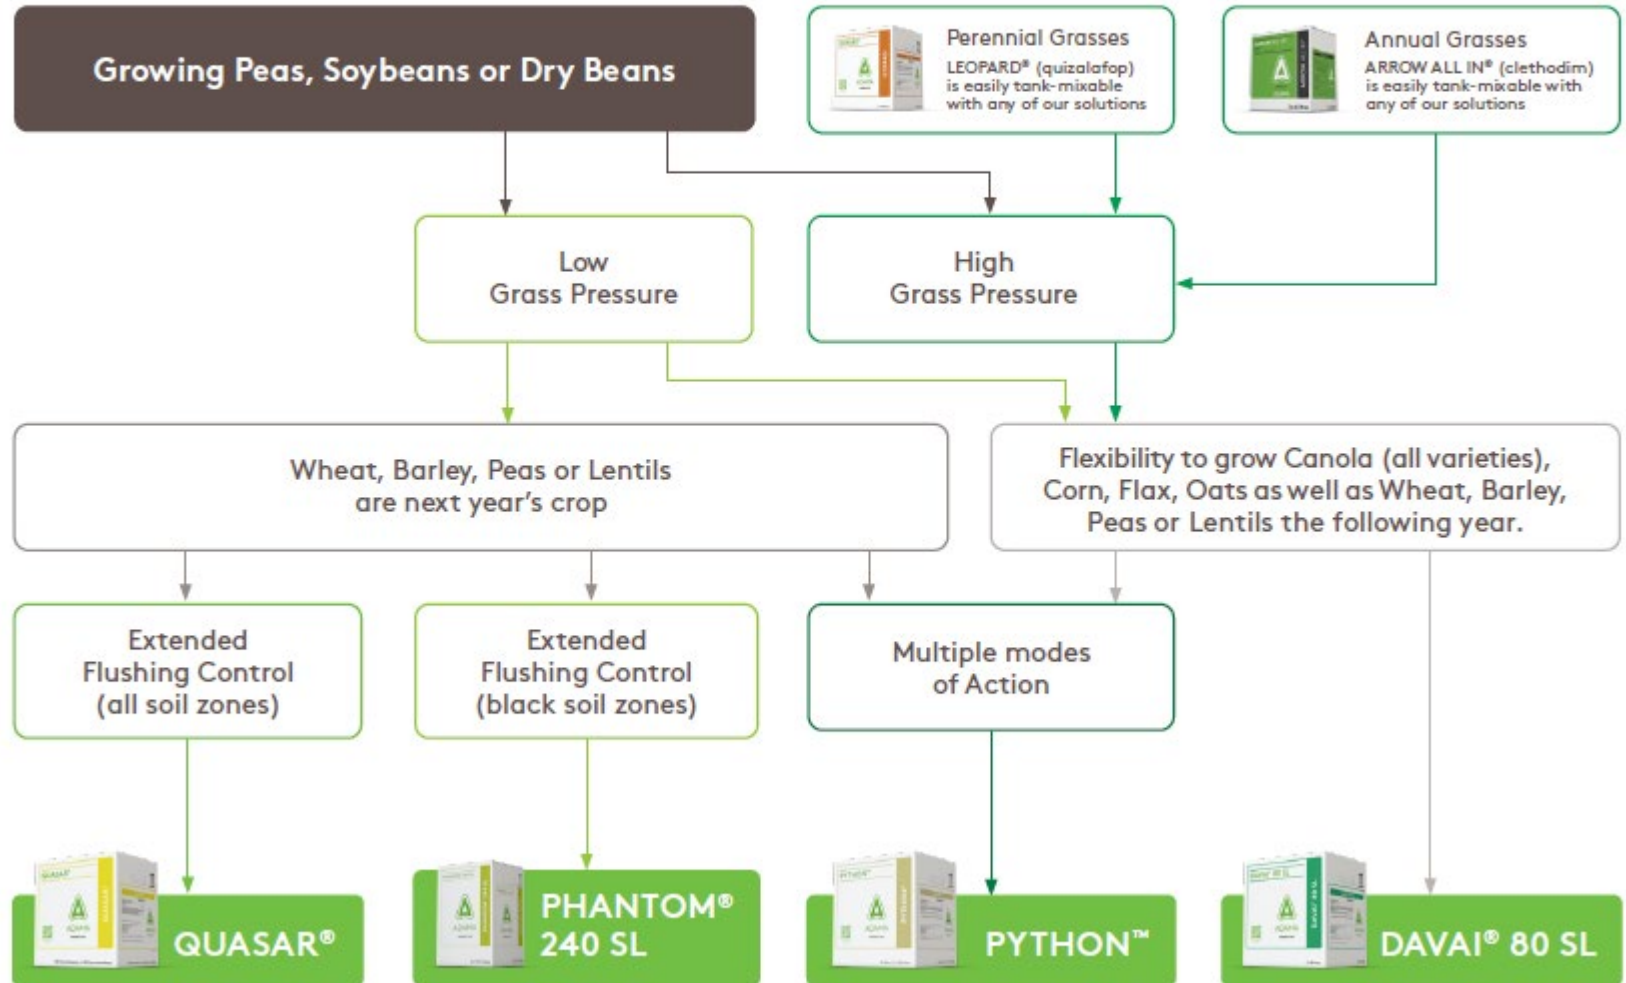 Growing Peas, Soybeans or Dry Beans
Perennial Grasses
LEOPARD® (quizalafop)
is easily tank-mixable
with any of our solutions
Annual Grasses
ARROW ALL IN® (clethodim)
is easily tank-mixable with
any of our solutions
Low
Grass Pressure
High
Grass Pressure
Wheat, Barley, Peas or Lentils
are next year's crop
Flexibility to grow Canola (all varieties),
Corn, Flax, Oats as well as Wheat, Barley,
Peas or Lentils the following year.
Extended
Flushing Control
(all soil zones)
Extended
Flushing Control
(black soil zones)
Multiple modes
of Action
QUASAR®
PHANTOM®
240 SL
PYTHON™
DAVAI® 80 SL